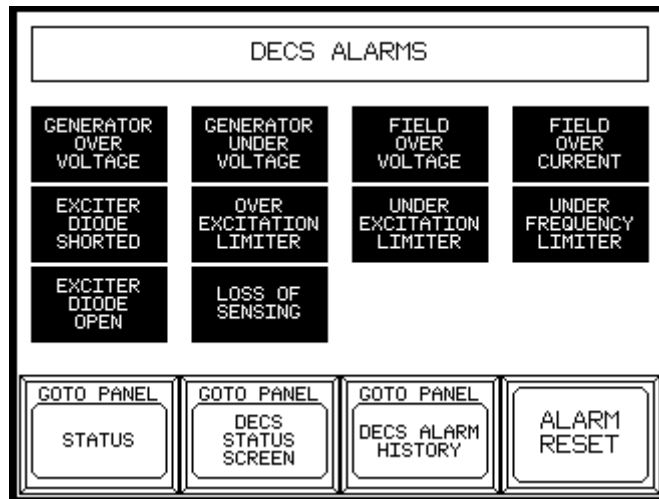 DECS ALARMS
GENERATOR
OVER
VOLTAGE
GENERATOR
UNDER
VOLTAGE
FIELD
OVER
VOLTAGE
FIELD
OVER
CURRENT
EXCITER
DIODE
SHORTED
OVER
EXCITATION
LIMITER
UNDER
EXCITATION
LIMITER
UNDER
FREQUENCY
LIMITER
EXCITER
DIODE
OPEN
LOSS OF
SENSING
GOTO PANEL
STATUS
GOTO PANEL
DECS
STATUS
SCREEN
GOTO PANEL
DECS ALARM
HISTORY
ALARM
RESET